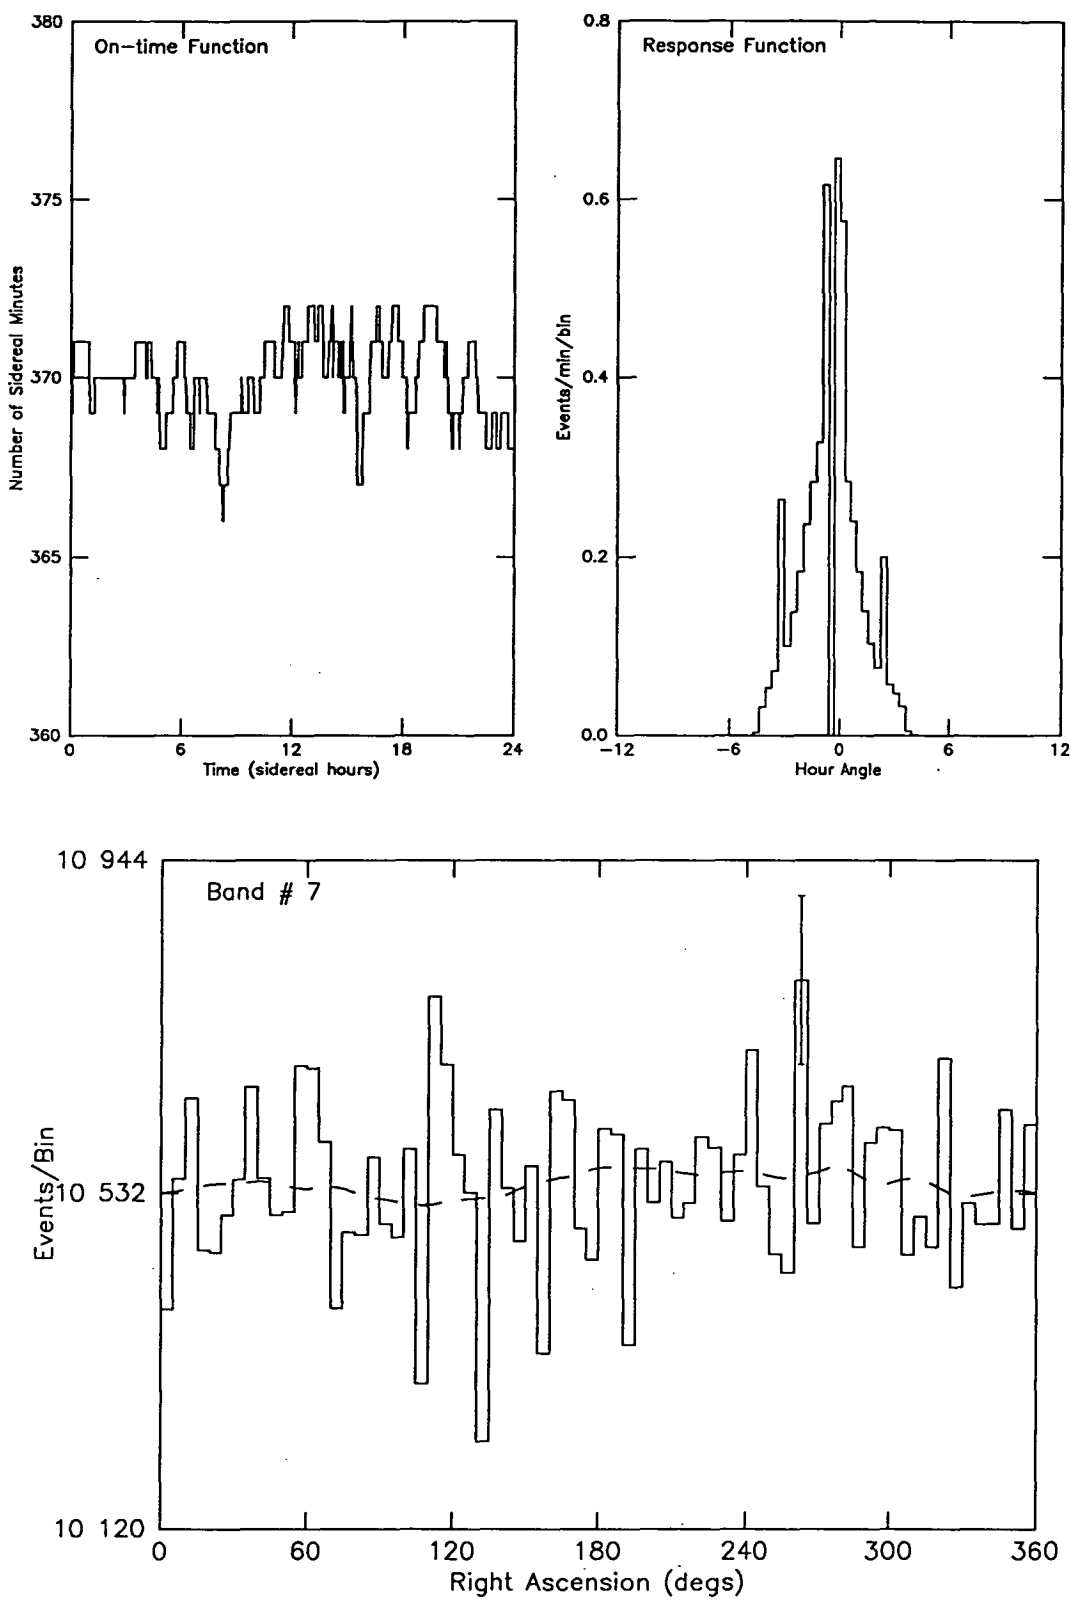 380
375
370
365
360
On-time Function
Number of Sidereal Minutes
0 6 12 18 24
Time (sidereal hours)
0.8
0.6
0.4
0.2
0.0
Response Function
Events/min/bin
-12 -6 0 6 12
Hour Angle
10 944
10 532
10 120
Band # 7
Events/Bin
0 60 120 180 240 300 360
Right Ascension (degs)